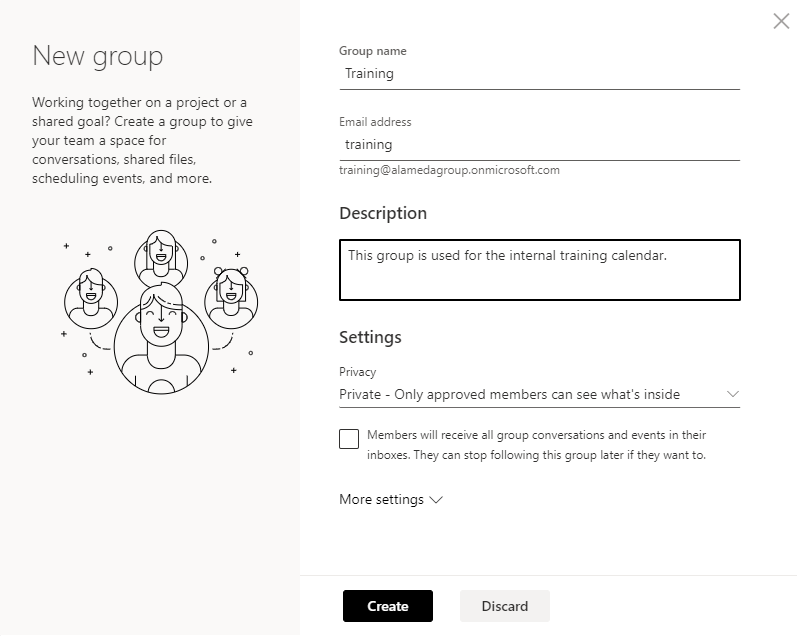 New group
Working together on a project or a
shared goal? Create a group to give
your team a space for
conversations, shared files,
scheduling events, and more.
Group name
Training
Email address
training
training@alamedagroup.onmicrosoft.com
Description
This group is used for the internal training calendar.
Settings
Privacy
Private - Only approved members can see what's inside
Members will receive all group conversations and events in their
inboxes. They can stop following this group later if they want to.
More settings
Create
Discard